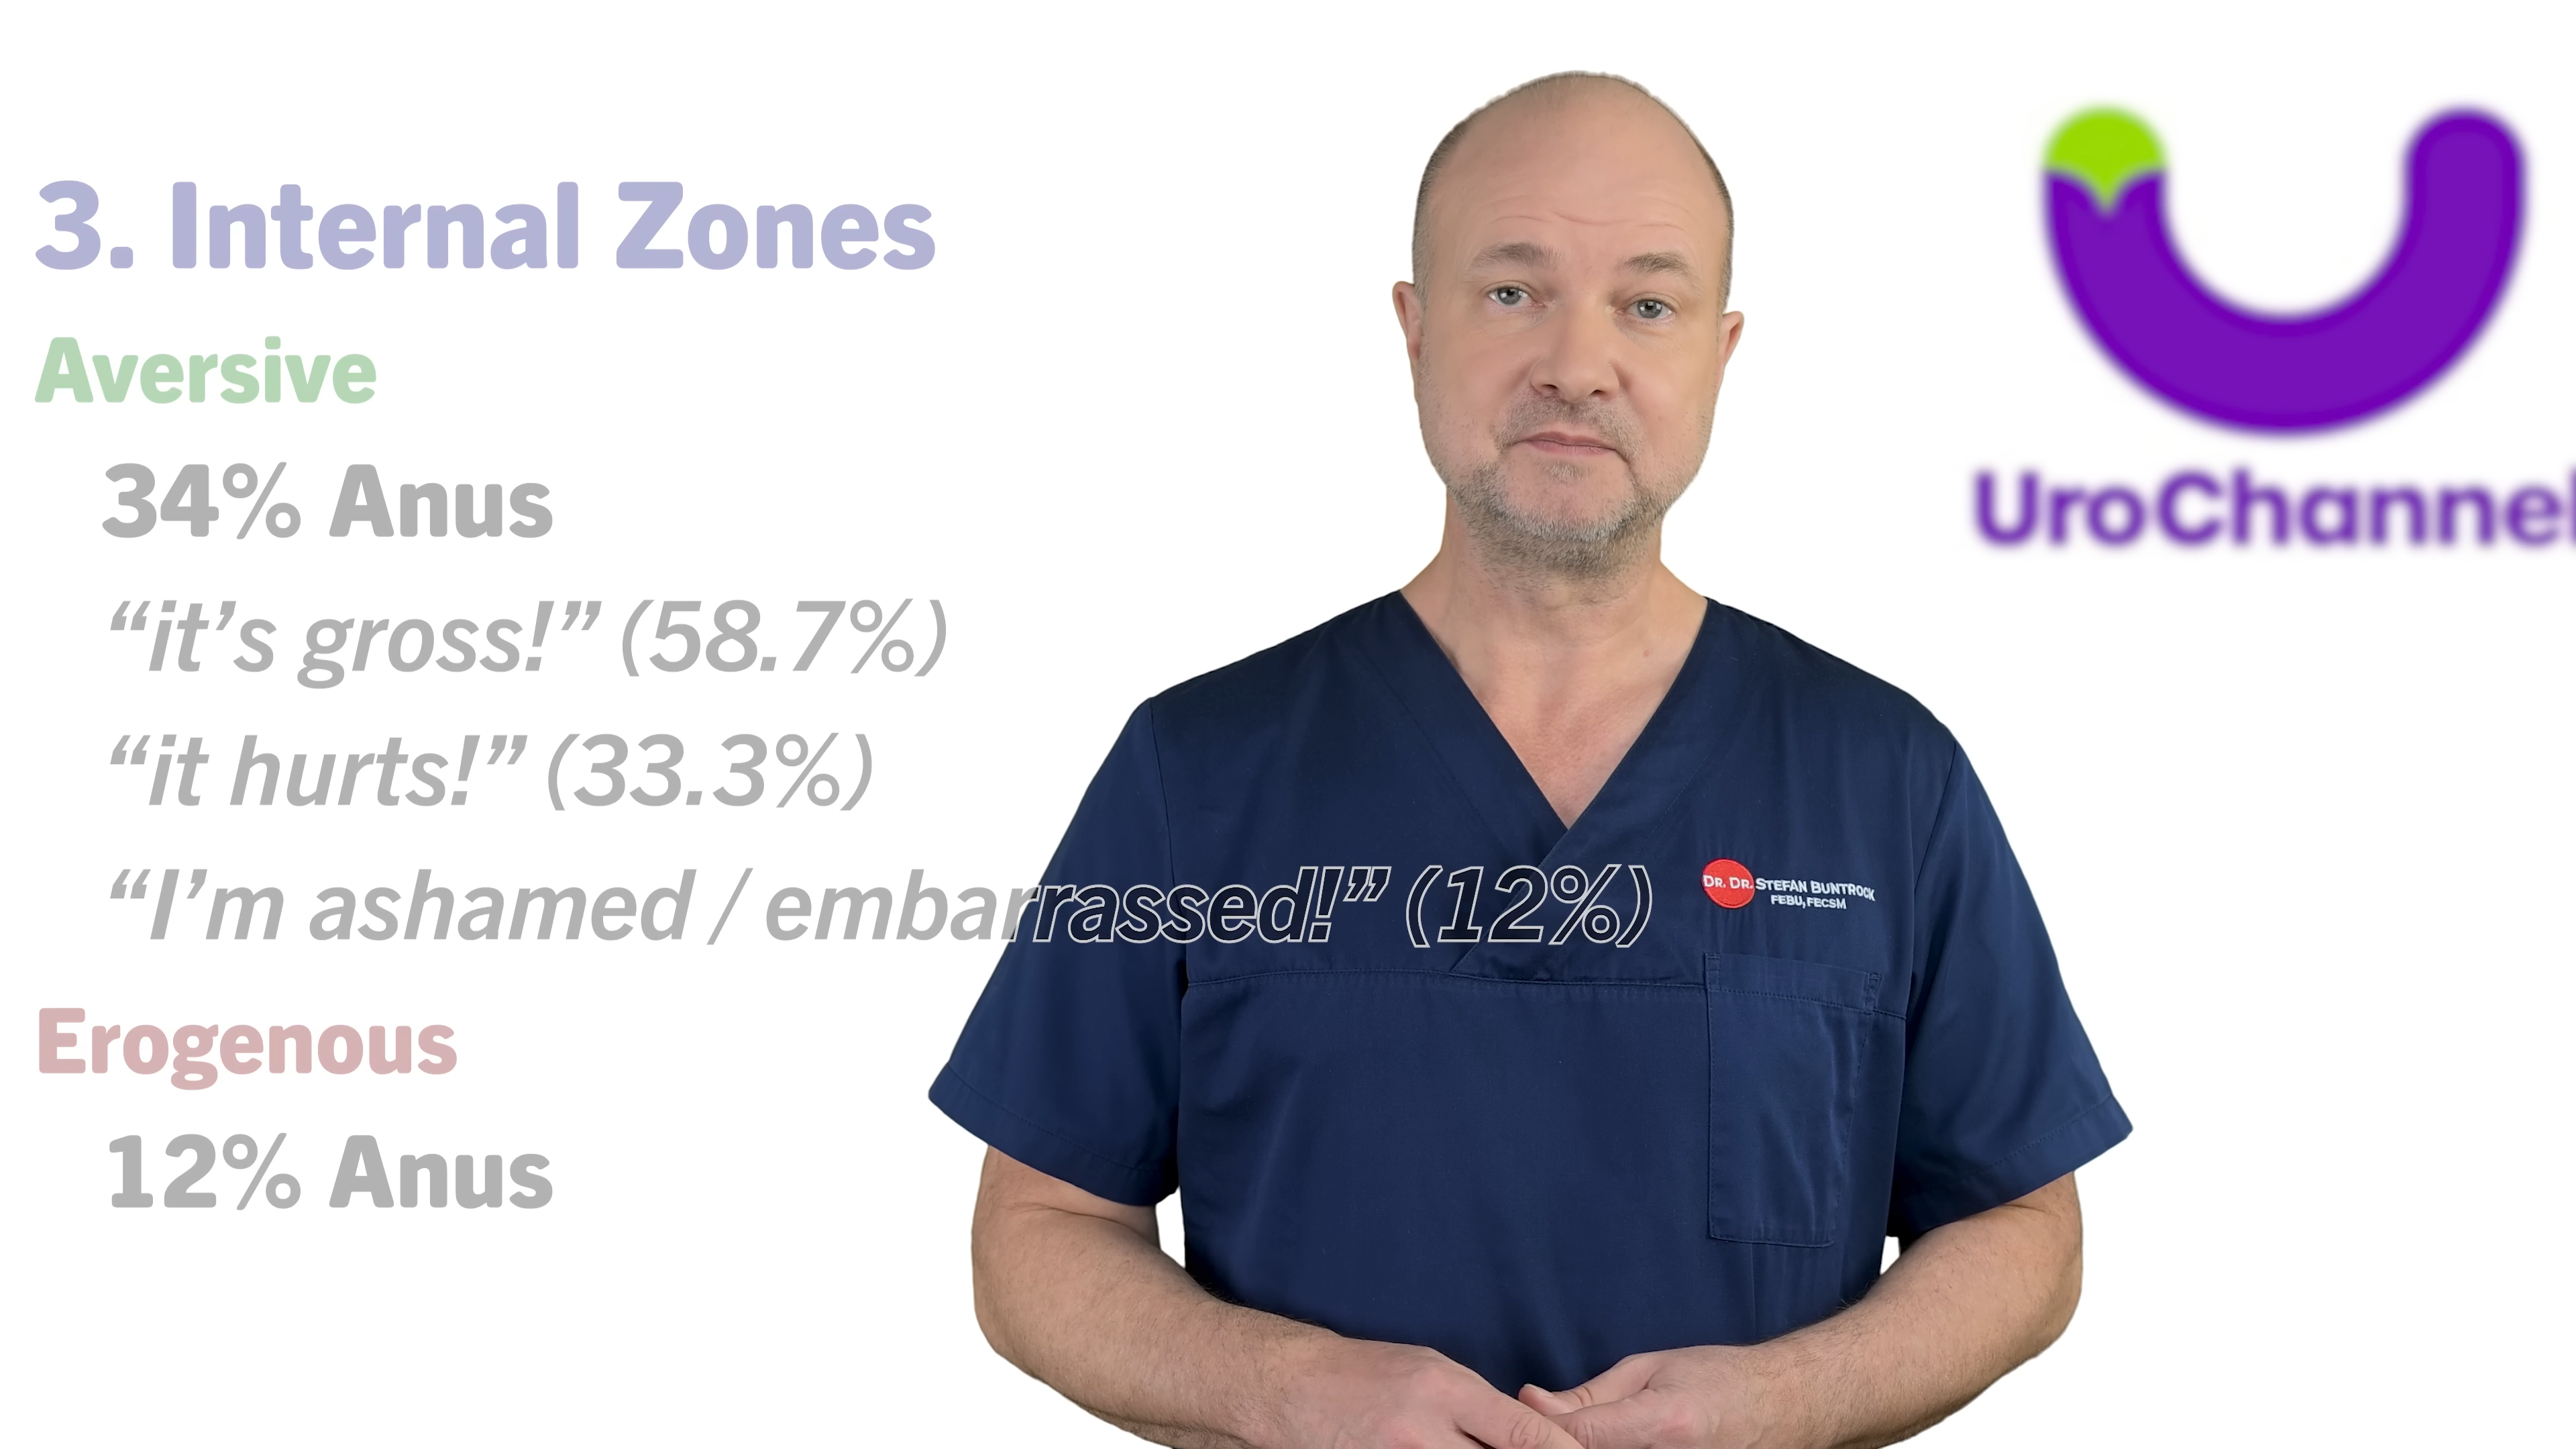 3. Internal Zones
Aversive
34% Anus
“it’s gross!” (58.7%)
“it hurts!” (33.3%)
“I’m ashamed / embarrassed!” (12%)
Erogenous
12% Anus
UroChannel
DR. DR. STEFAN BUNTROCK
FEBU, FECSM